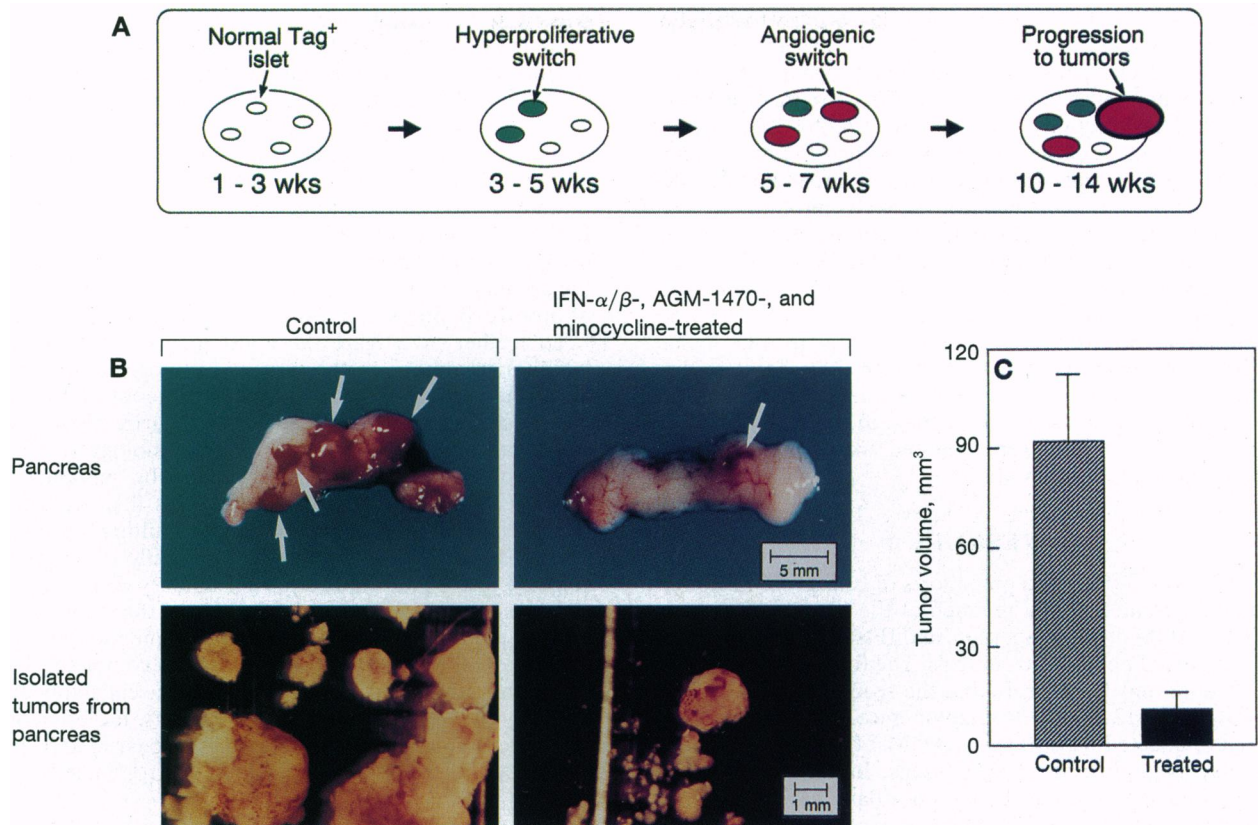 A
Normal Tag+
islet
Hyperproliferative
switch
Angiogenic
switch
Progression
to tumors
1 - 3 wks
3 - 5 wks
5 - 7 wks
10 - 14 wks
B
Control
IFN-α/β-, AGM-1470-, and
minocycline-treated
Pancreas
5 mm
Isolated
tumors from
pancreas
1 mm
C
Tumor volume, mm³
120
90
60
30
0
Control
Treated